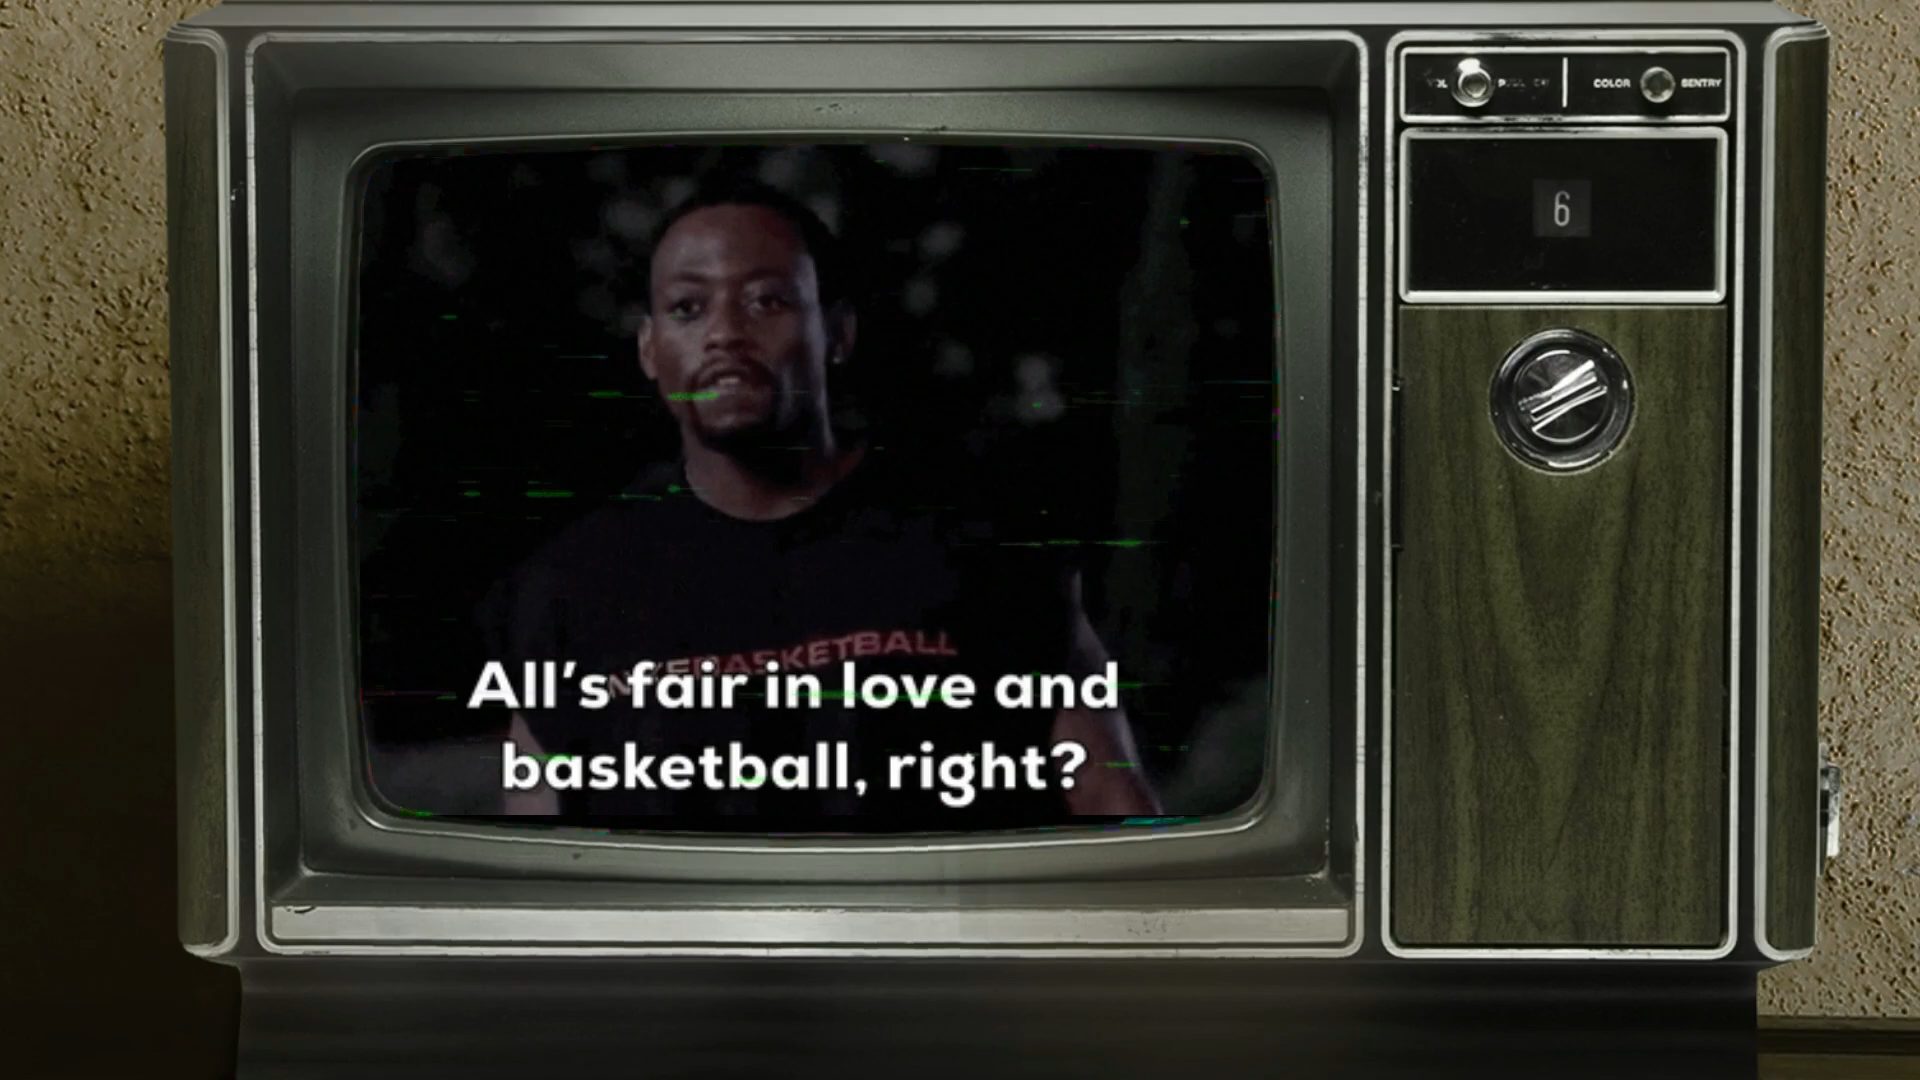 COLOR
SENTRY
6
BASKETBALL
All's fair in love and
basketball, right?